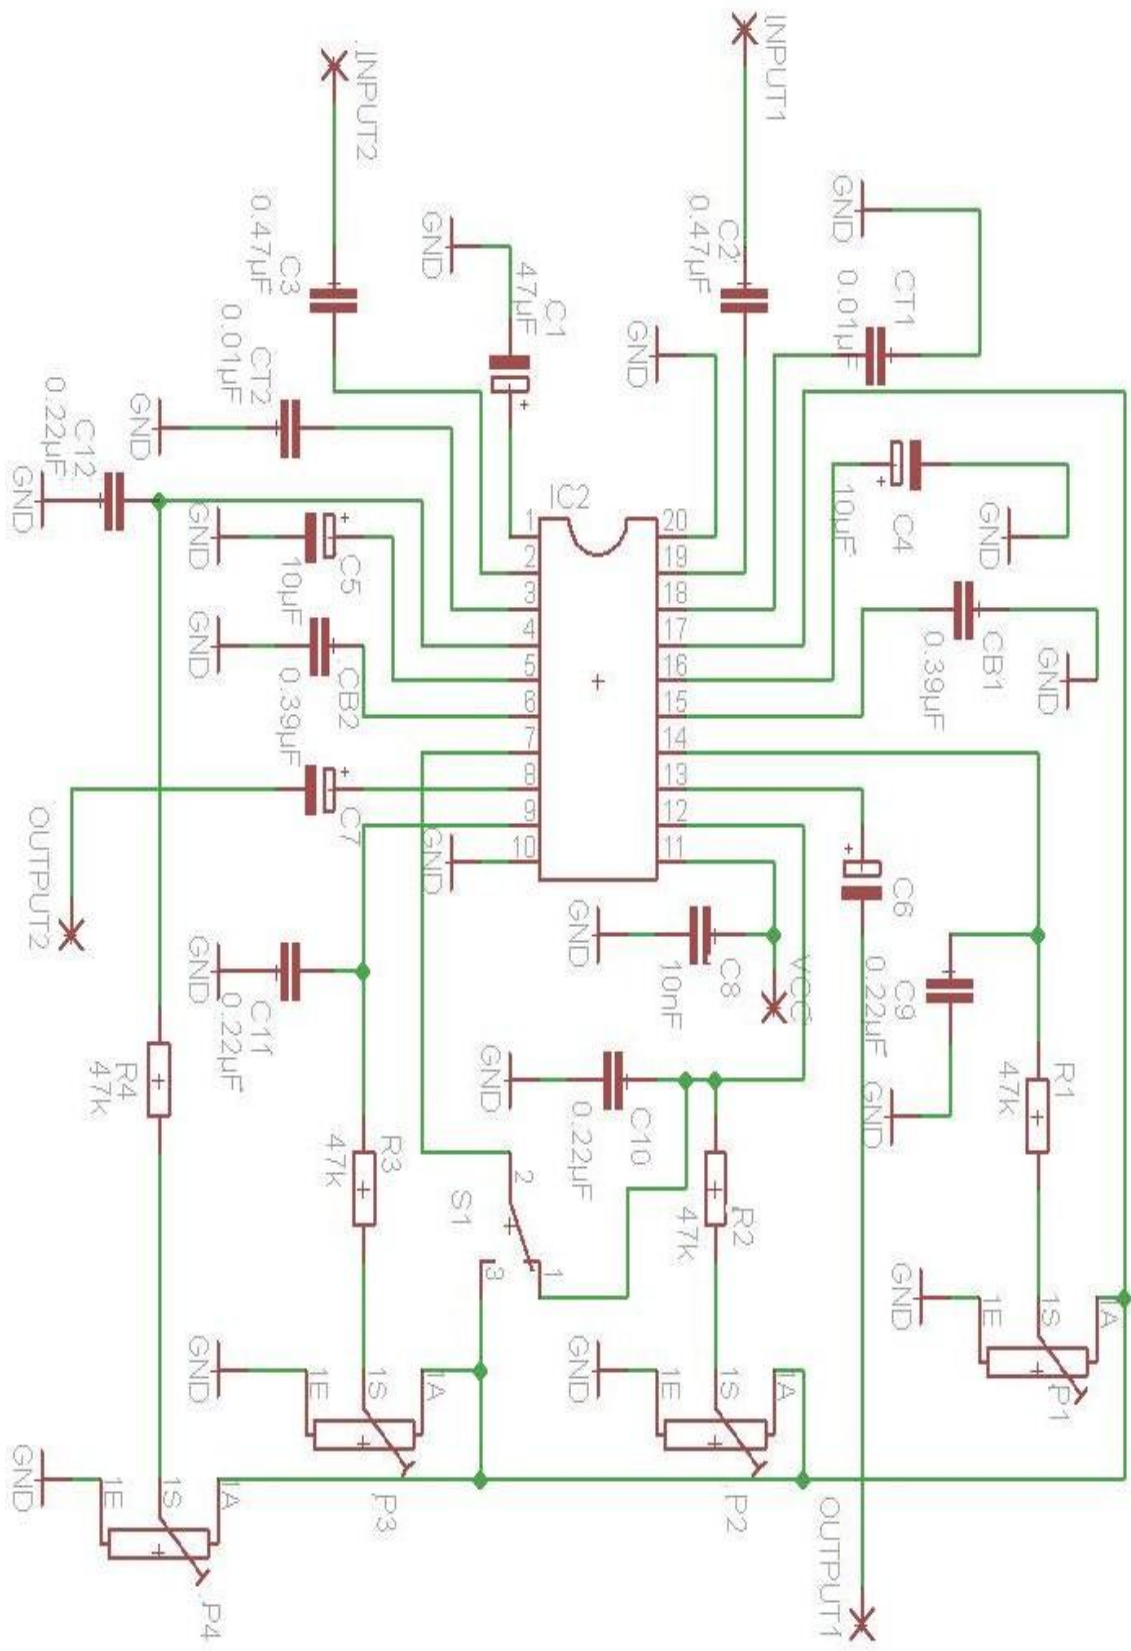 .INPUT2
INPUT1
GND
CT1
0.01µF
C2
0.47µF
GND
C1
47µF
C3
0.47µF
GND
CT2
0.01µF
GND
C12
0.22µF
GND
C4
10µF
GND
IC2
1
2
3
4
5
6
7
8
9
10
20
19
18
17
16
15
14
13
12
11
C5
10µF
GND
CB1
0.39µF
GND
.CB2
0.39µF
GND
C7
OUTPUT2
GND
C6
C8
10nF
GND
VCC
C9
0.22µF
GND
C11
0.22µF
GND
R1
47k
R4
47k
C10
0.22µF
GND
R3
47k
R2
47k
S1
2
1
3
GND
1E
1S
1A
.P1
GND
1E
1S
1A
.P3
GND
1E
1S
1A
.P2
GND
1E
1S
1A
.P4
OUTPUT1